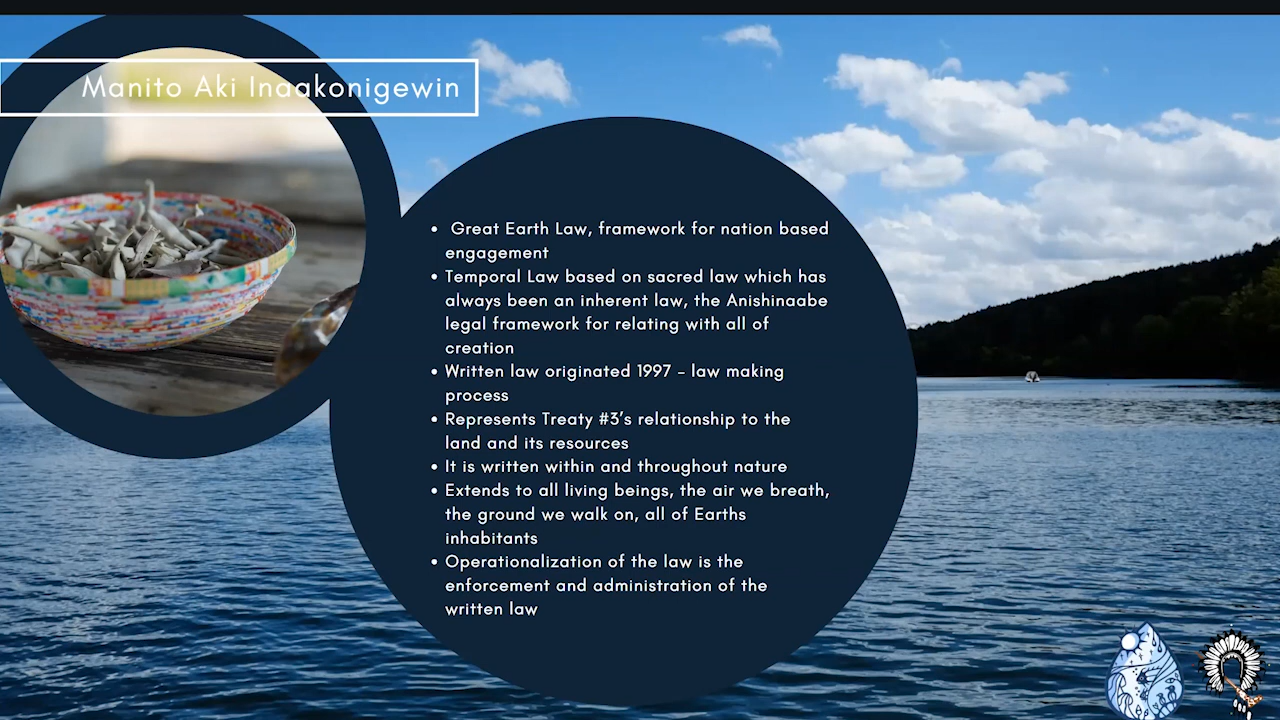 Manito Aki Inaakonigewin
• Great Earth Law, framework for nation based
engagement
• Temporal Law based on sacred law which has
always been an inherent law, the Anishinaabe
legal framework for relating with all of
creation
• Written law originated 1997 – law making
process
• Represents Treaty #3's relationship to the
land and its resources
• It is written within and throughout nature
• Extends to all living beings, the air we breath,
the ground we walk on, all of Earths
inhabitants
• Operationalization of the law is the
enforcement and administration of the
written law